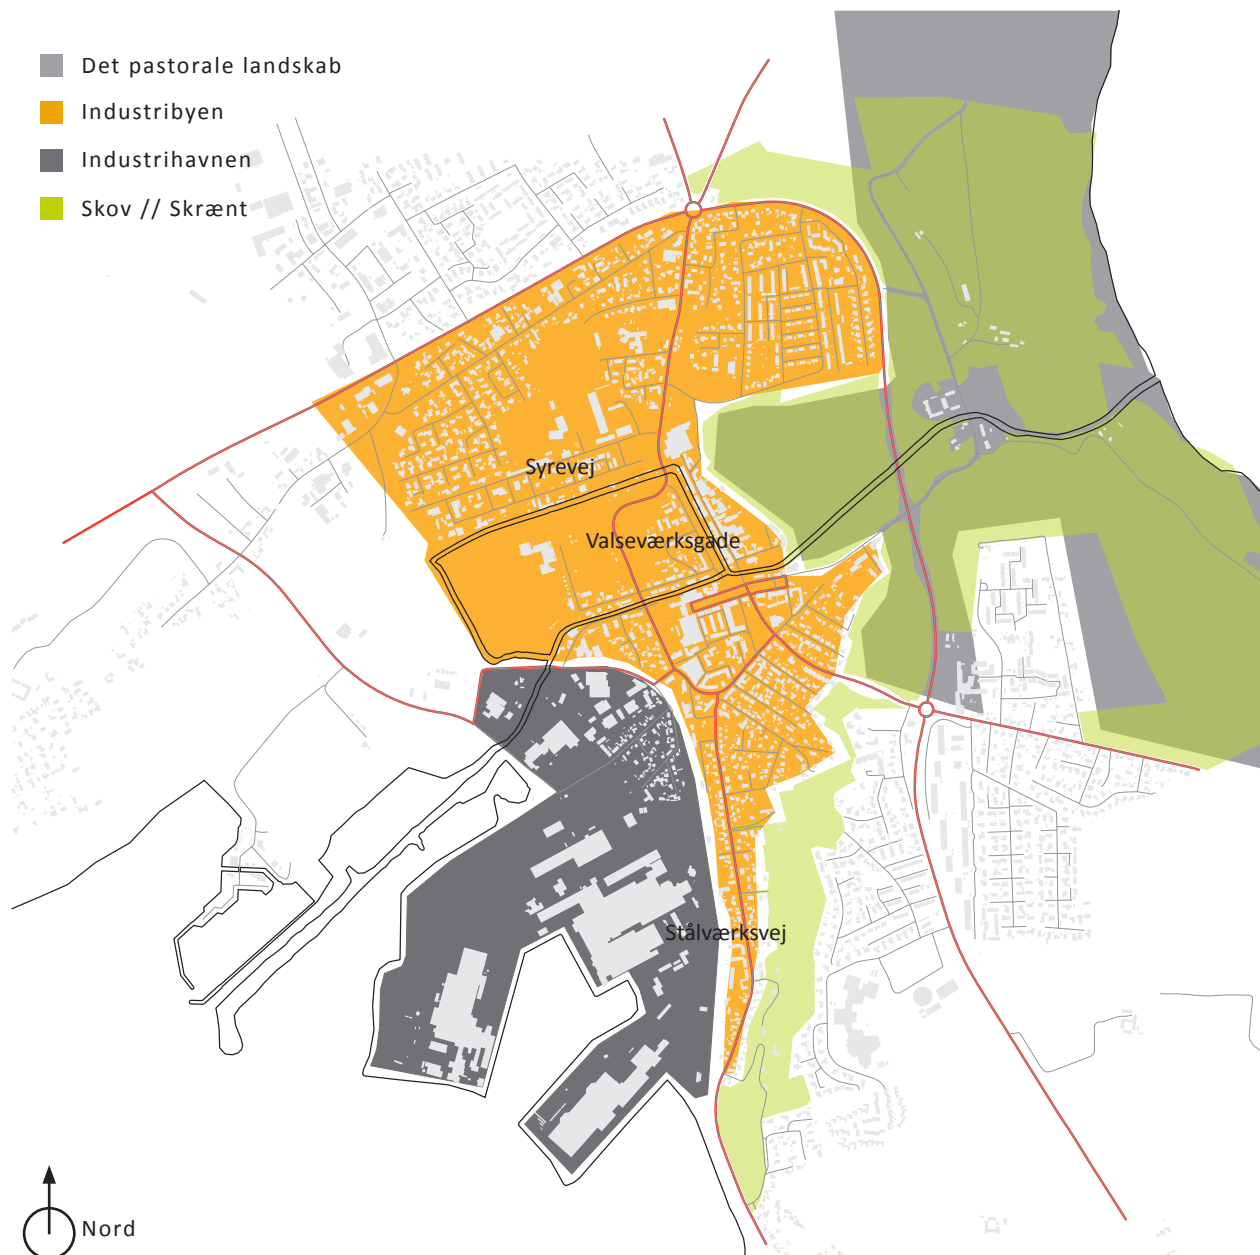 Det pastorale landskab
Industribyen
Industrihavnen
Skov // Skrænt
Syrevej
Valseværksgade
Stålværksvej
Nord